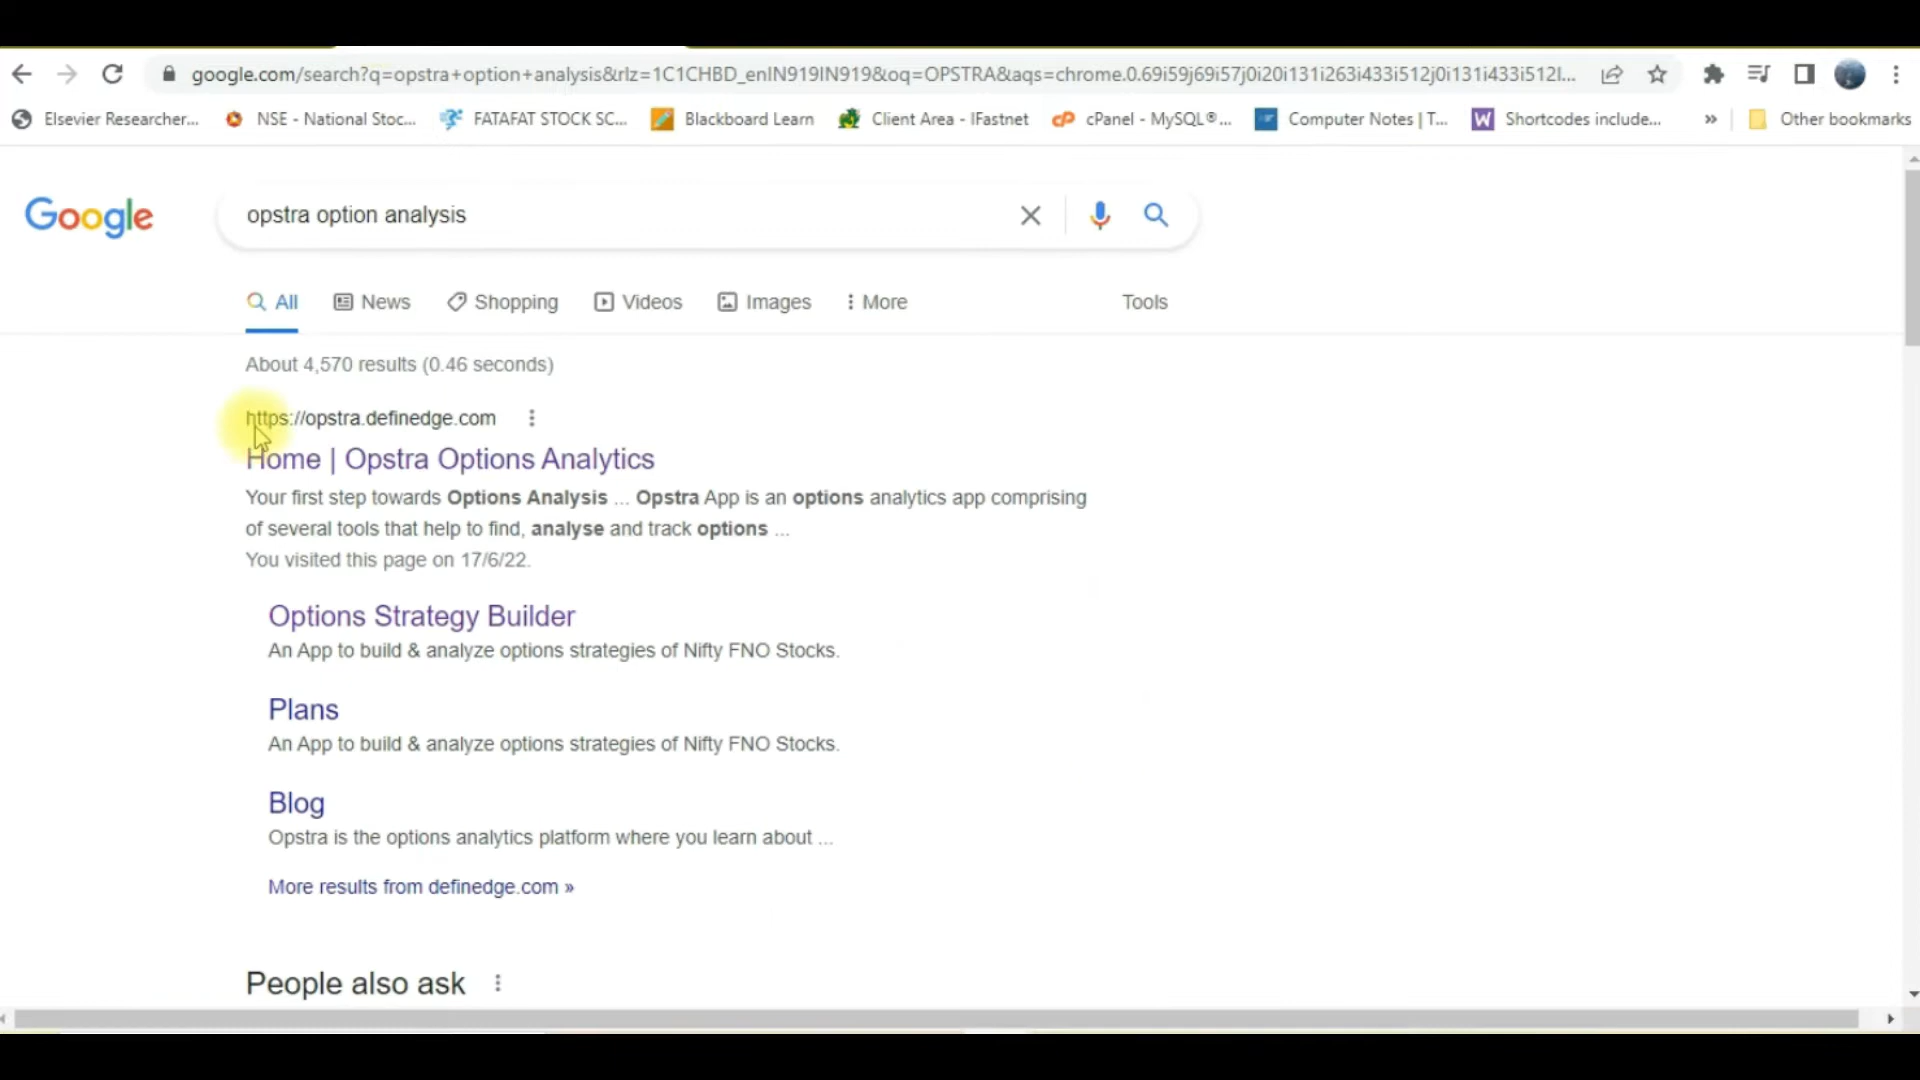 google.com/search?q=opstra+option+analysis&rlz=1C1CHBD_enIN919IN919&oq=OPSTRA&aqs=chrome.0.69i59j69i57j0i20i131i263i433i512j0i131i433i512l...
Elsevier Researcher... NSE - National Stoc... FATAFAT STOCK SC... Blackboard Learn Client Area - IFastnet cPanel - MySQL®... Computer Notes | T... Shortcodes include... » Other bookmarks
Google opstra option analysis
All News Shopping Videos Images More Tools
About 4,570 results (0.46 seconds)
https://opstra.definedge.com
Home | Opstra Options Analytics
Your first step towards Options Analysis ... Opstra App is an options analytics app comprising
of several tools that help to find, analyse and track options ...
You visited this page on 17/6/22.
Options Strategy Builder
An App to build & analyze options strategies of Nifty FNO Stocks.
Plans
An App to build & analyze options strategies of Nifty FNO Stocks.
Blog
Opstra is the options analytics platform where you learn about ...
More results from definedge.com »
People also ask